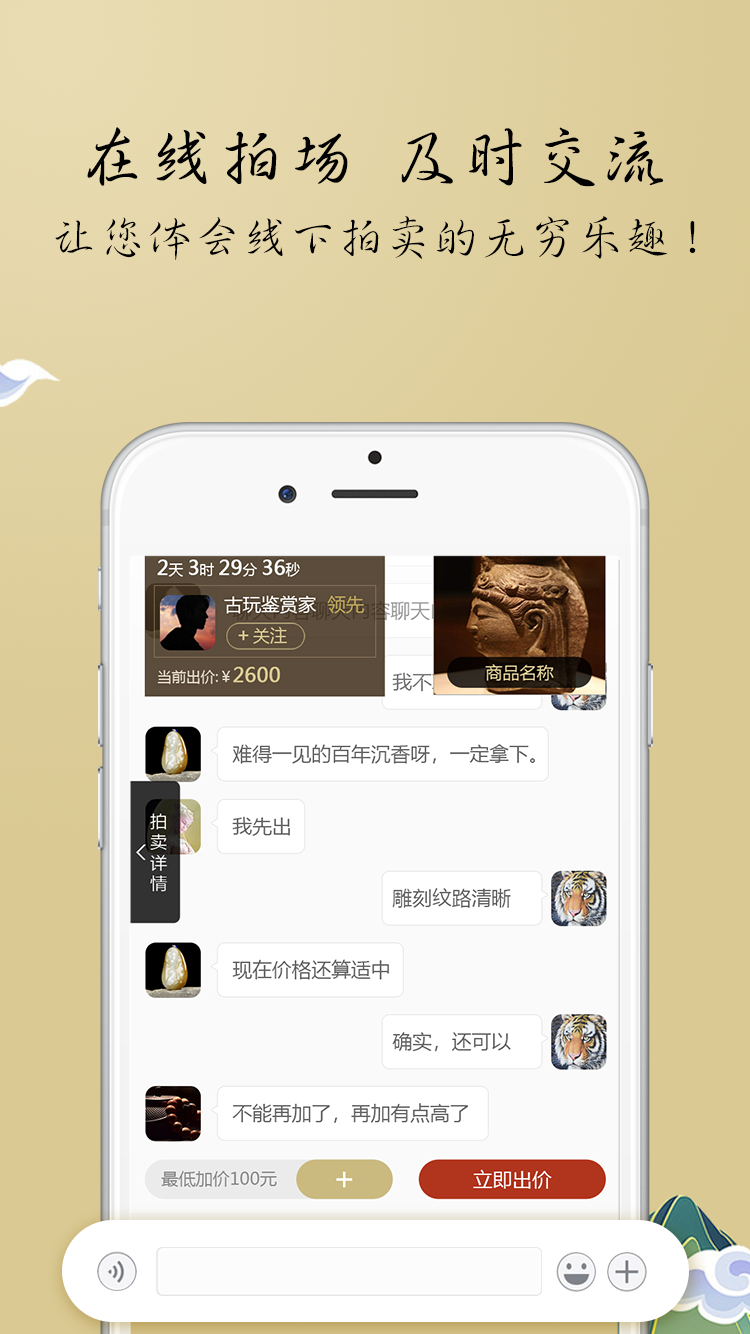 在线拍场 及时交流
让您体会线下拍卖的无穷乐趣！
2天 3时 29分 36秒
古玩鉴赏家 领先
+关注
当前出价:￥2600
商品名称
我不
难得一见的百年沉香呀，一定拿下。
我先出
拍卖详情
雕刻纹路清晰
现在价格还算适中
确实，还可以
不能再加了，再加有点高了
最低加价100元
+
立即出价